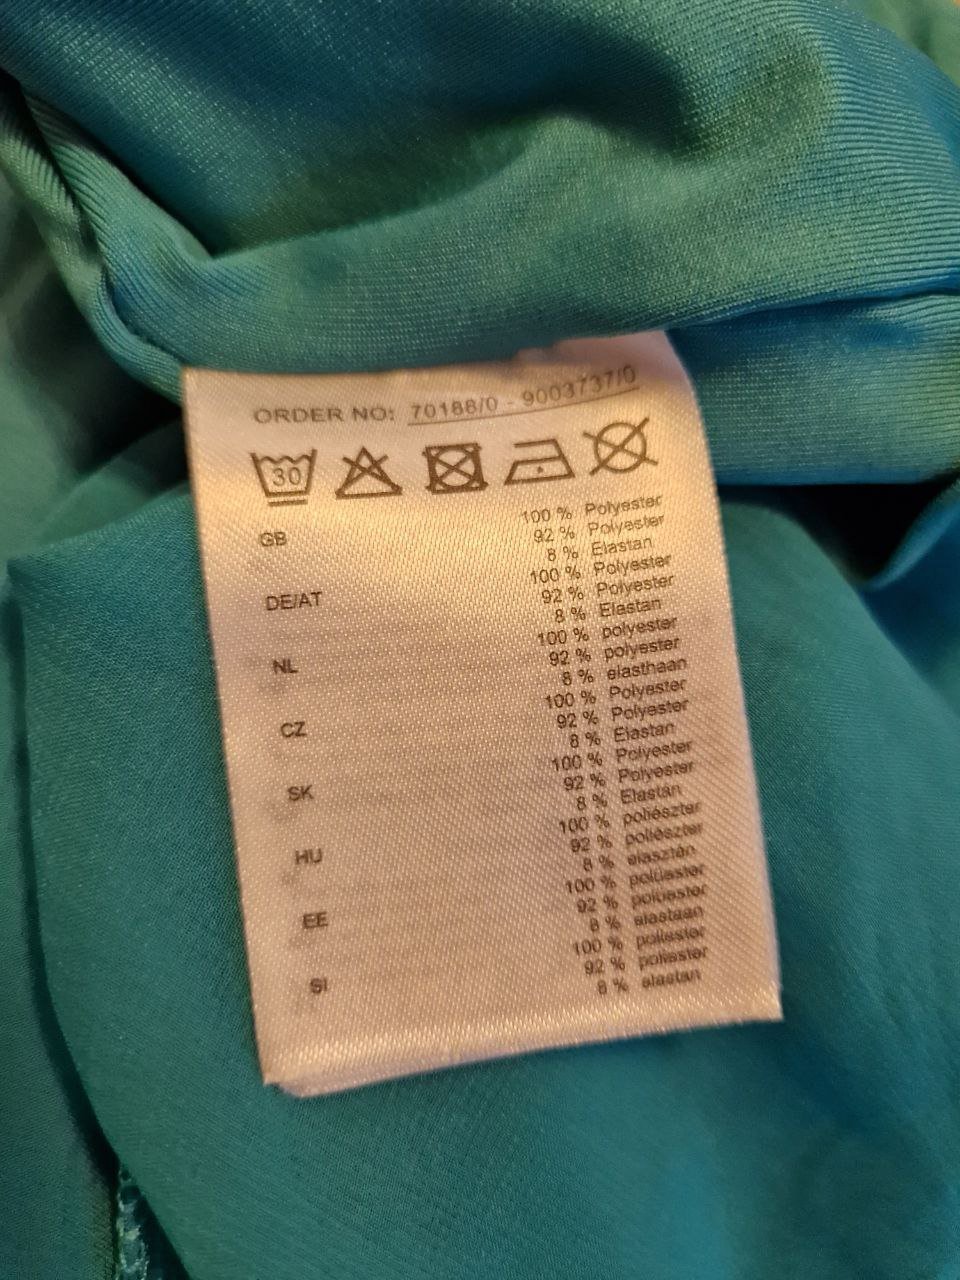 ORDER NO: 70188/0 - 9003737/0
30
GB 100 % Polyester
92 % Polyester
8 % Elastan
DE/AT 100 % Polyester
92 % Polyester
8 % Elastan
NL 100 % polyester
92 % polyester
8 % elasthaan
CZ 100 % Polyester
92 % Polyester
8 % Elastan
SK 100 % Polyester
92 % Polyester
8 % Elastán
HU 100 % poliészter
92 % poliészter
8 % elasztán
EE 100 % polüester
92 % polüester
8 % elastaan
SI 100 % poliester
92 % poliester
8 % elastan